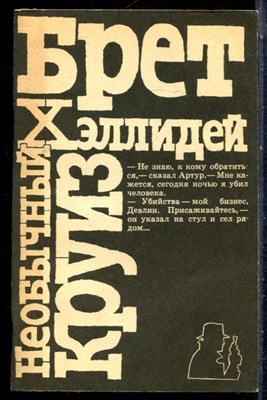 Брет
Хэллидей
Необычный
круиз
— Не знаю, к кому обратить-
ся,— сказал Артур.— Мне ка-
жется, сегодня ночью я убил
человека.
— Убийства — мой бизнес,
Девлин. Присаживайтесь,—
он указал на стул и сел ря-
дом...